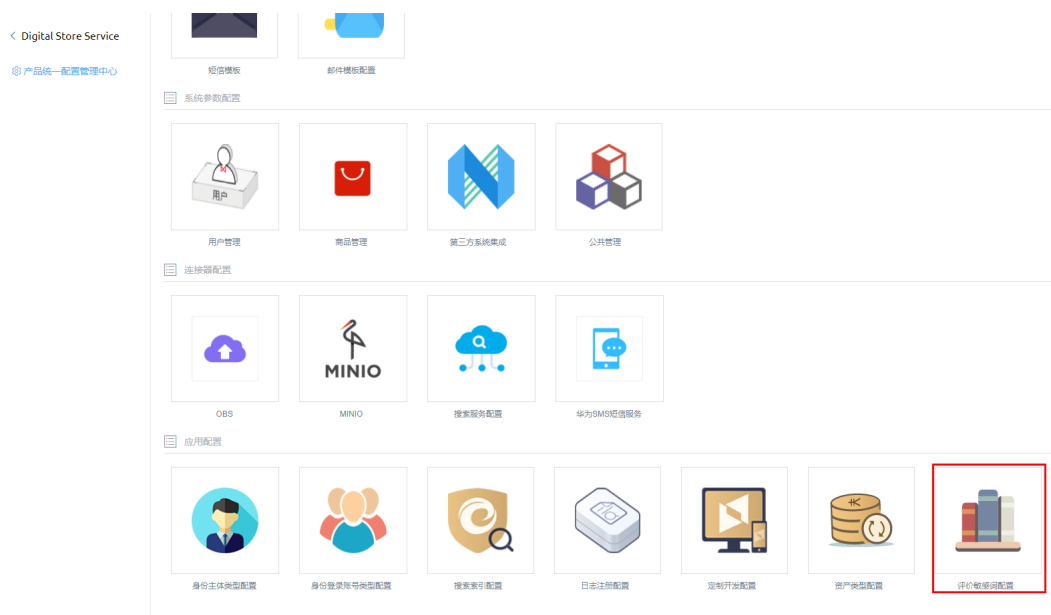 Digital Store Service
产品统一配置管理中心
短信模板
邮件模板配置
系统参数配置
用户
用户管理
商品管理
第三方系统集成
公共管理
连接器配置
MINIO
OBS
MINIO
搜索服务配置
华为SMS短信服务
应用配置
身份主体类型配置
身份登录账号类型配置
搜索索引配置
日志注册配置
定制开发配置
资产类型配置
评价敏感词配置